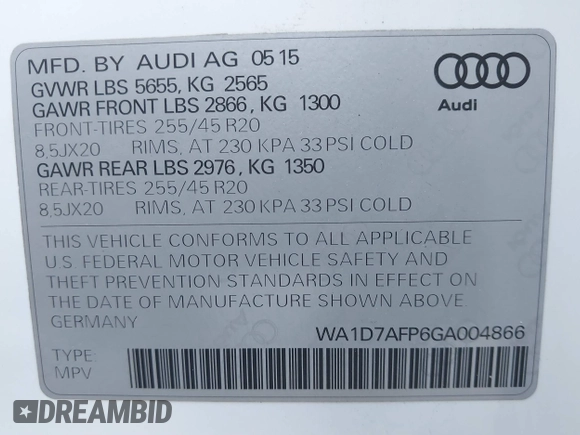 MFD. BY AUDI AG 05 15
GVWR LBS 5655, KG 2565
GAWR FRONT LBS 2866, KG 1300
FRONT-TIRES 255/45 R20
8,5JX20 RIMS, AT 230 KPA 33 PSI COLD
GAWR REAR LBS 2976, KG 1350
REAR-TIRES 255/45 R20
8,5JX20 RIMS, AT 230 KPA 33 PSI COLD
Audi
THIS VEHICLE CONFORMS TO ALL APPLICABLE
U.S. FEDERAL MOTOR VEHICLE SAFETY AND
THEFT PREVENTION STANDARDS IN EFFECT ON
THE DATE OF MANUFACTURE SHOWN ABOVE
GERMANY
WA1D7AFP6GA004866
TYPE:
MPV
DREAMBID